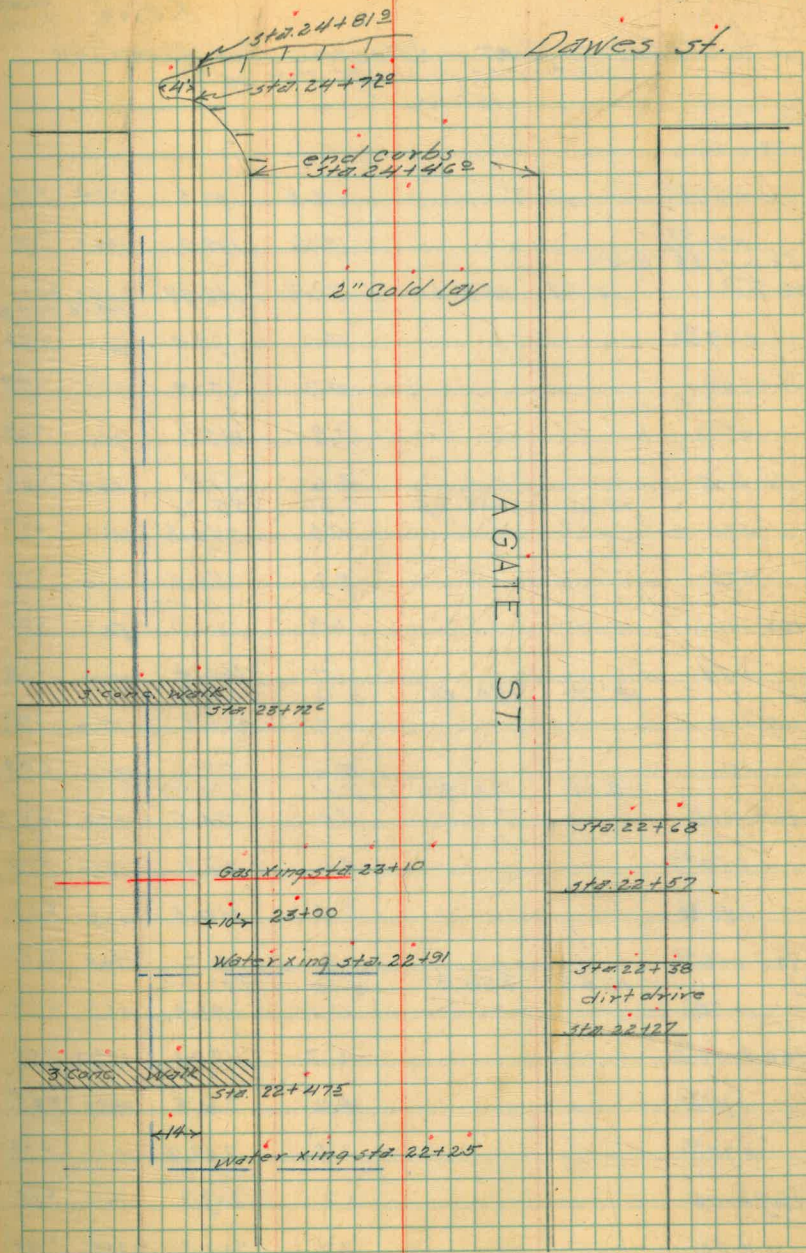 sta. 24+81⁹
Dawes st.
4'
sta. 24+72⁸
end corbs
sta. 24+46²
2" Cold lay
AGATE ST.
3' conc. Walk
sta. 23+72⁶
sta. 22+68
Gas Xing sta. 23+10
sta. 22+57
10'
23+00
Water xing sta. 22+91
sta. 22+38
dirt drive
sta. 22+27
3' Conc. Walk
sta. 22+47⁵
14
water xing sta. 22+25